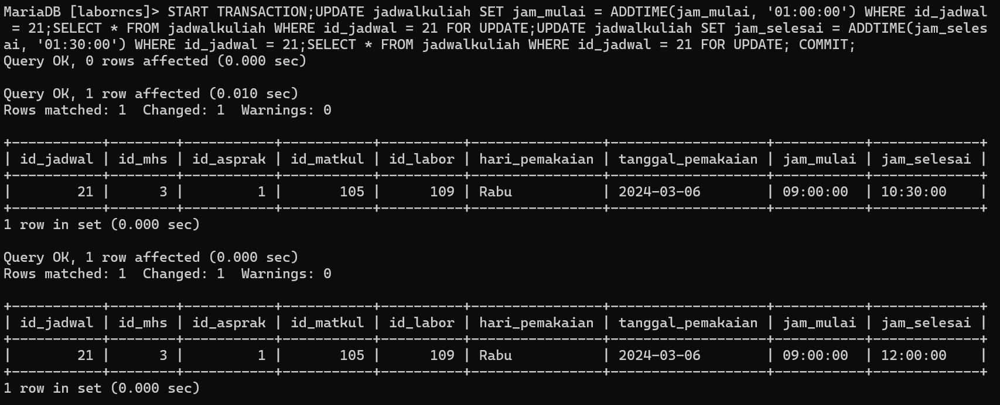 MariaDB [laborncs]> START TRANSACTION;UPDATE jadwalkuliah SET jam_mulai = ADDTIME(jam_mulai, '01:00:00') WHERE id_jadwal
 = 21;SELECT * FROM jadwalkuliah WHERE id_jadwal = 21 FOR UPDATE;UPDATE jadwalkuliah SET jam_selesai = ADDTIME(jam_seles
ai, '01:30:00') WHERE id_jadwal = 21;SELECT * FROM jadwalkuliah WHERE id_jadwal = 21 FOR UPDATE; COMMIT;
Query OK, 0 rows affected (0.000 sec)

Query OK, 1 row affected (0.010 sec)
Rows matched: 1  Changed: 1  Warnings: 0

+-----------+--------+-----------+-----------+----------+----------------+-------------------+-----------+-------------+
| id_jadwal | id_mhs | id_asprak | id_matkul | id_labor | hari_pemakaian | tanggal_pemakaian | jam_mulai | jam_selesai |
+-----------+--------+-----------+-----------+----------+----------------+-------------------+-----------+-------------+
|        21 |      3 |         1 |       105 |      109 | Rabu           | 2024-03-06        | 09:00:00  | 10:30:00    |
+-----------+--------+-----------+-----------+----------+----------------+-------------------+-----------+-------------+
1 row in set (0.000 sec)

Query OK, 1 row affected (0.000 sec)
Rows matched: 1  Changed: 1  Warnings: 0

+-----------+--------+-----------+-----------+----------+----------------+-------------------+-----------+-------------+
| id_jadwal | id_mhs | id_asprak | id_matkul | id_labor | hari_pemakaian | tanggal_pemakaian | jam_mulai | jam_selesai |
+-----------+--------+-----------+-----------+----------+----------------+-------------------+-----------+-------------+
|        21 |      3 |         1 |       105 |      109 | Rabu           | 2024-03-06        | 09:00:00  | 12:00:00    |
+-----------+--------+-----------+-----------+----------+----------------+-------------------+-----------+-------------+
1 row in set (0.000 sec)